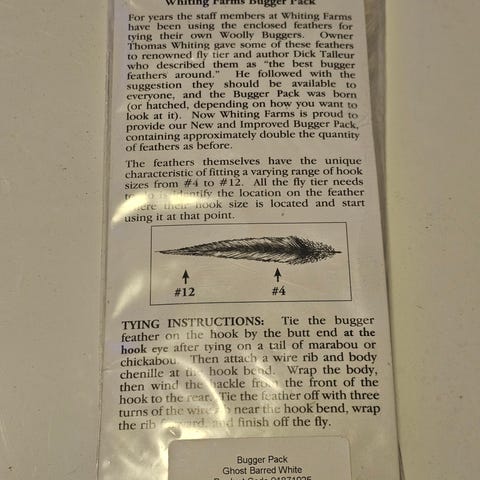 Whiting Farms Bugger Pack
For years the staff members at Whiting Farms
have been using the enclosed feathers for
tying their own Woolly Buggers. Owner
Thomas Whiting gave some of these feathers
to renowned fly tier and author Dick Talleur
who described them as "the best bugger
feathers around." He followed with the
suggestion they should be available to
everyone, and the Bugger Pack was born
(or hatched, depending on how you want to
look at it). Now Whiting Farms is proud to
provide our New and Improved Bugger Pack,
containing approximately double the quantity
of feathers as before.
The feathers themselves have the unique
characteristic of fitting a varying range of hook
sizes from #4 to #12. All the fly tier needs
to do is identify the location on the feather
where their hook size is located and start
using it at that point.
#12 #4
TYING INSTRUCTIONS: Tie the bugger
feather on the hook by the butt end at the
hook eye after tying on a tail of marabou or
chickabou. Then attach a wire rib and body
chenille at the hook bend. Wrap the body,
then wind the hackle from the front of the
hook to the rear. Tie the feather off with three
turns of the wire rib near the hook bend, wrap
the rib forward, and finish off the fly.
Bugger Pack
Ghost Barred White
Product Code 01871925